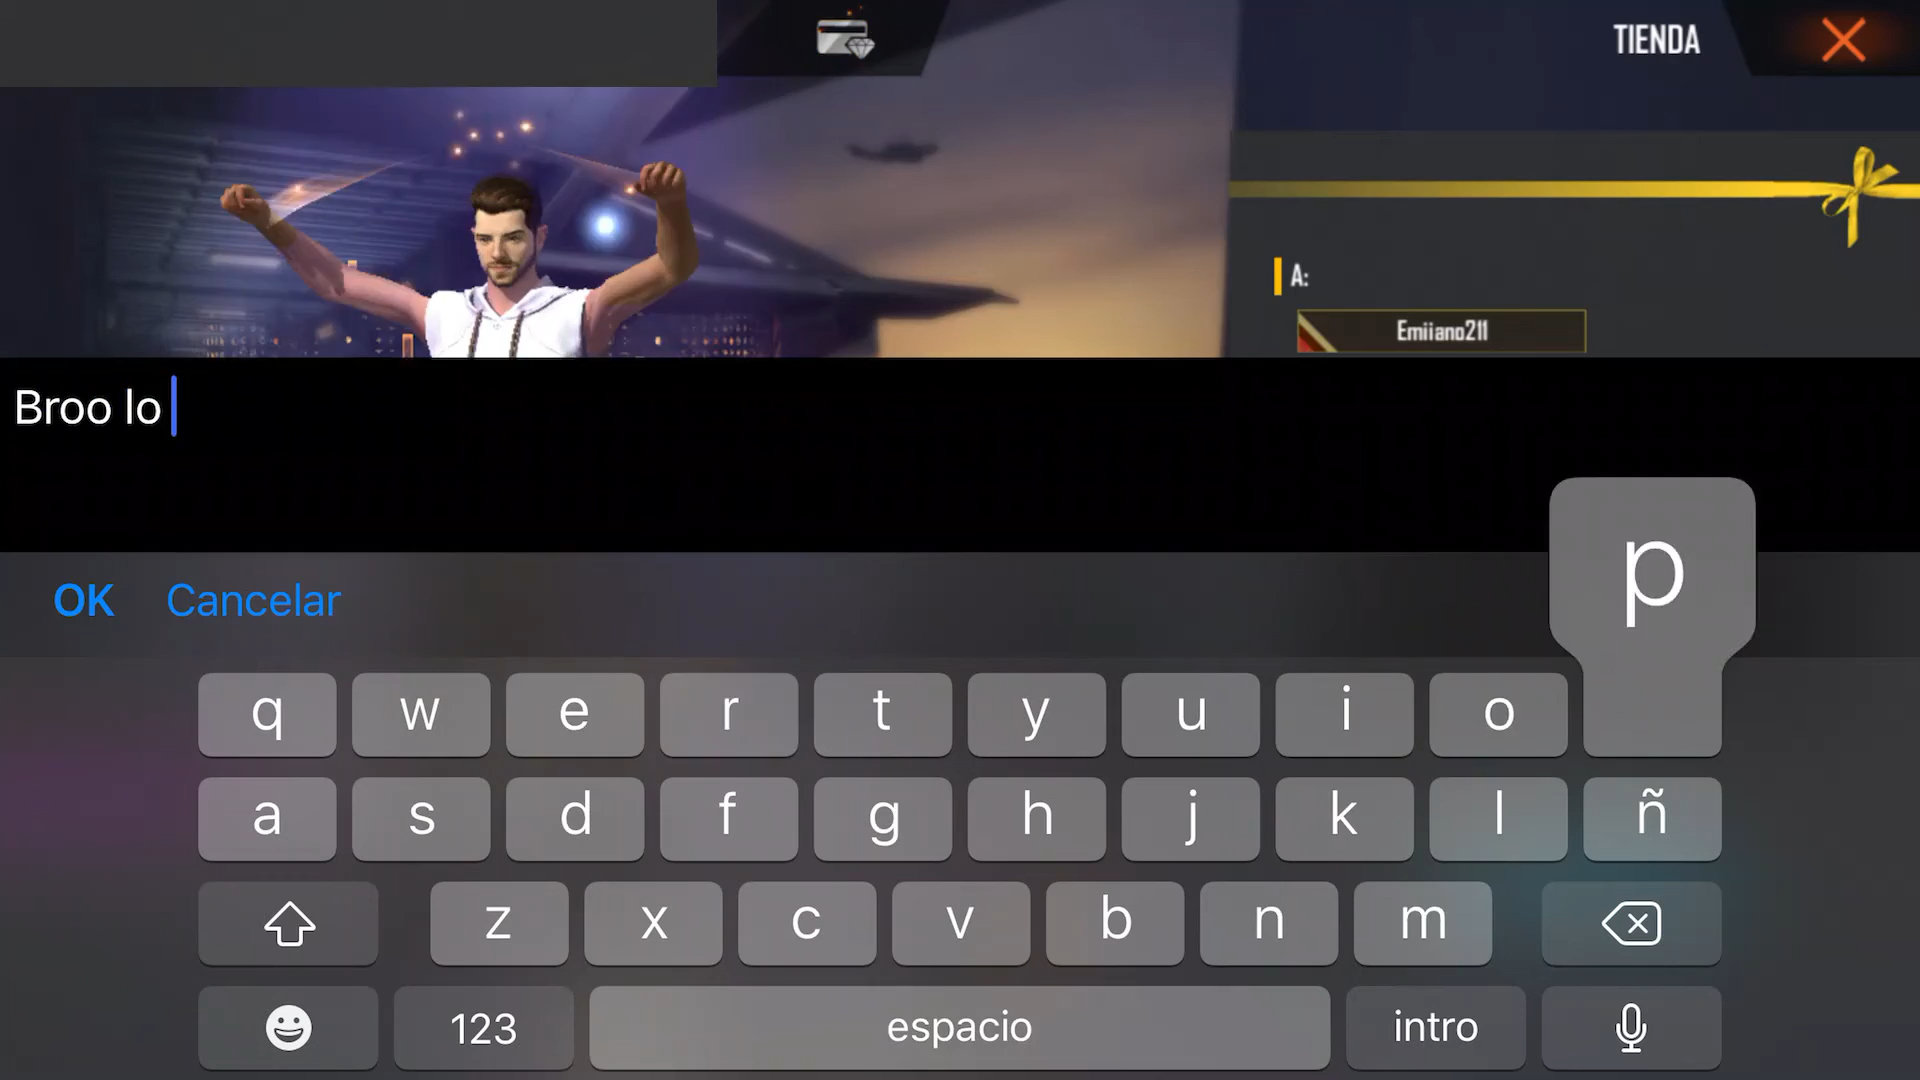 TIENDA
A:
Emiiano211
Broo lo
OK Cancelar
p
q w e r t y u i o
a s d f g h j k l ñ
z x c v b n m
123 espacio intro